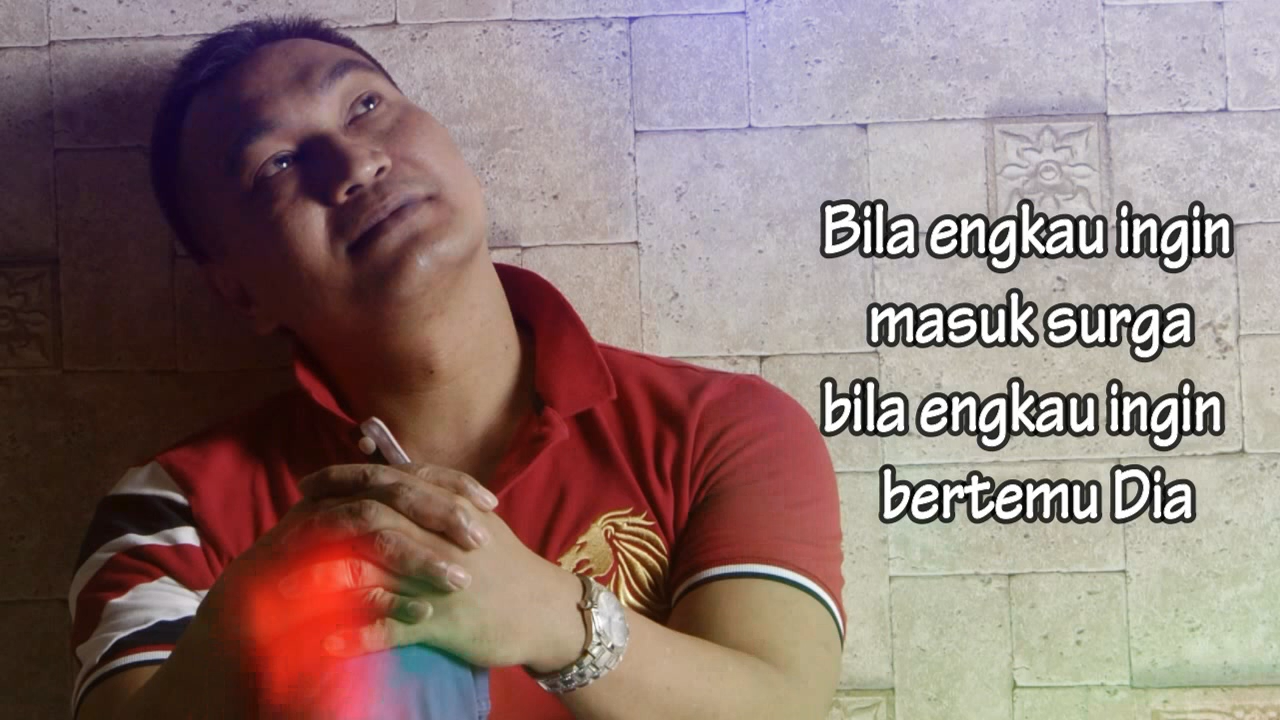 Bila engkau ingin
masuk surga
bila engkau ingin
bertemu Dia